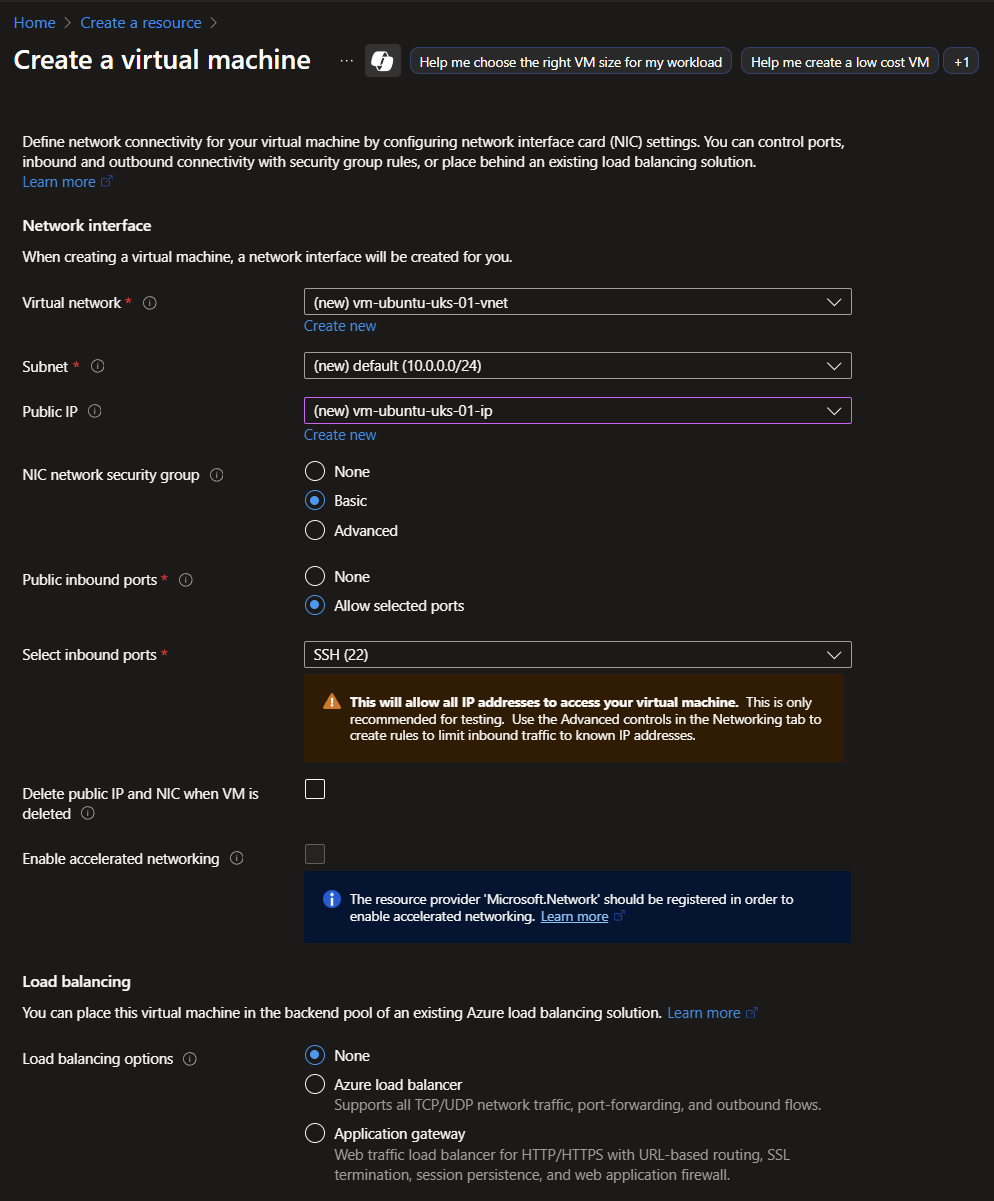 Home > Create a resource >
Create a virtual machine ... Help me choose the right VM size for my workload Help me create a low cost VM +1
Define network connectivity for your virtual machine by configuring network interface card (NIC) settings. You can control ports,
inbound and outbound connectivity with security group rules, or place behind an existing load balancing solution.
Learn more
Network interface
When creating a virtual machine, a network interface will be created for you.
Virtual network *
(new) vm-ubuntu-uks-01-vnet
Create new
Subnet *
(new) default (10.0.0.0/24)
Public IP
(new) vm-ubuntu-uks-01-ip
Create new
NIC network security group
None
Basic
Advanced
Public inbound ports *
None
Allow selected ports
Select inbound ports *
SSH (22)
This will allow all IP addresses to access your virtual machine. This is only
recommended for testing. Use the Advanced controls in the Networking tab to
create rules to limit inbound traffic to known IP addresses.
Delete public IP and NIC when VM is
deleted
Enable accelerated networking
The resource provider 'Microsoft.Network' should be registered in order to
enable accelerated networking. Learn more
Load balancing
You can place this virtual machine in the backend pool of an existing Azure load balancing solution. Learn more
Load balancing options
None
Azure load balancer
Supports all TCP/UDP network traffic, port-forwarding, and outbound flows.
Application gateway
Web traffic load balancer for HTTP/HTTPS with URL-based routing, SSL
termination, session persistence, and web application firewall.